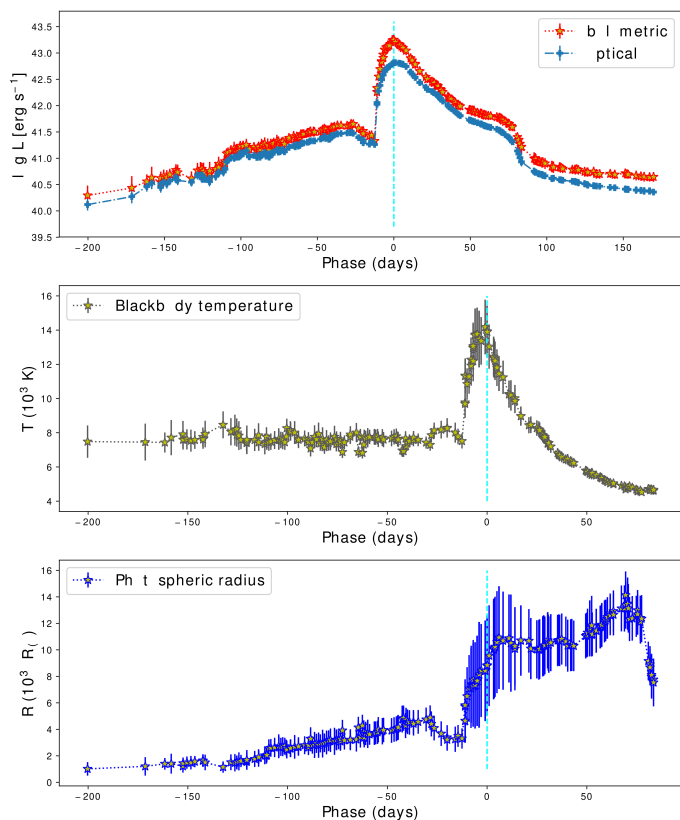 43.5
43.0
42.5
42.0
41.5
41.0
40.5
40.0
39.5
l g L [erg s⁻¹]
b l metric
ptical
−200 −150 −100 −50 0 50 100 150
Phase (days)
16
14
12
10
8
6
4
T (10³ K)
Blackb dy temperature
−200 −150 −100 −50 0 50
Phase (days)
16
14
12
10
8
6
4
2
0
R (10³ R₍)
Ph t spheric radius
−200 −150 −100 −50 0 50
Phase (days)